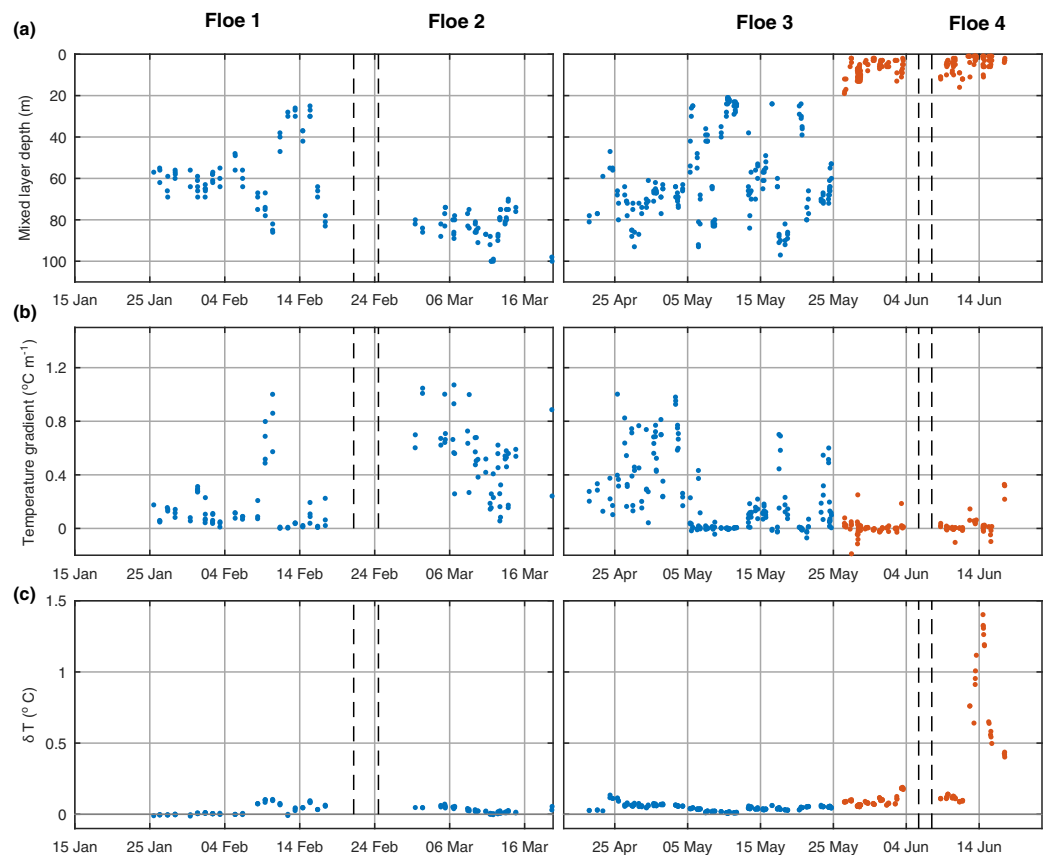 Floe 1 Floe 2 Floe 3 Floe 4
(a)
Mixed layer depth (m)
0
20
40
60
80
100
15 Jan 25 Jan 04 Feb 14 Feb 24 Feb 06 Mar 16 Mar 25 Apr 05 May 15 May 25 May 04 Jun 14 Jun
(b)
Temperature gradient (°C m⁻¹)
1.2
0.8
0.4
0
15 Jan 25 Jan 04 Feb 14 Feb 24 Feb 06 Mar 16 Mar 25 Apr 05 May 15 May 25 May 04 Jun 14 Jun
(c)
δ T (° C)
1.5
1
0.5
0
15 Jan 25 Jan 04 Feb 14 Feb 24 Feb 06 Mar 16 Mar 25 Apr 05 May 15 May 25 May 04 Jun 14 Jun